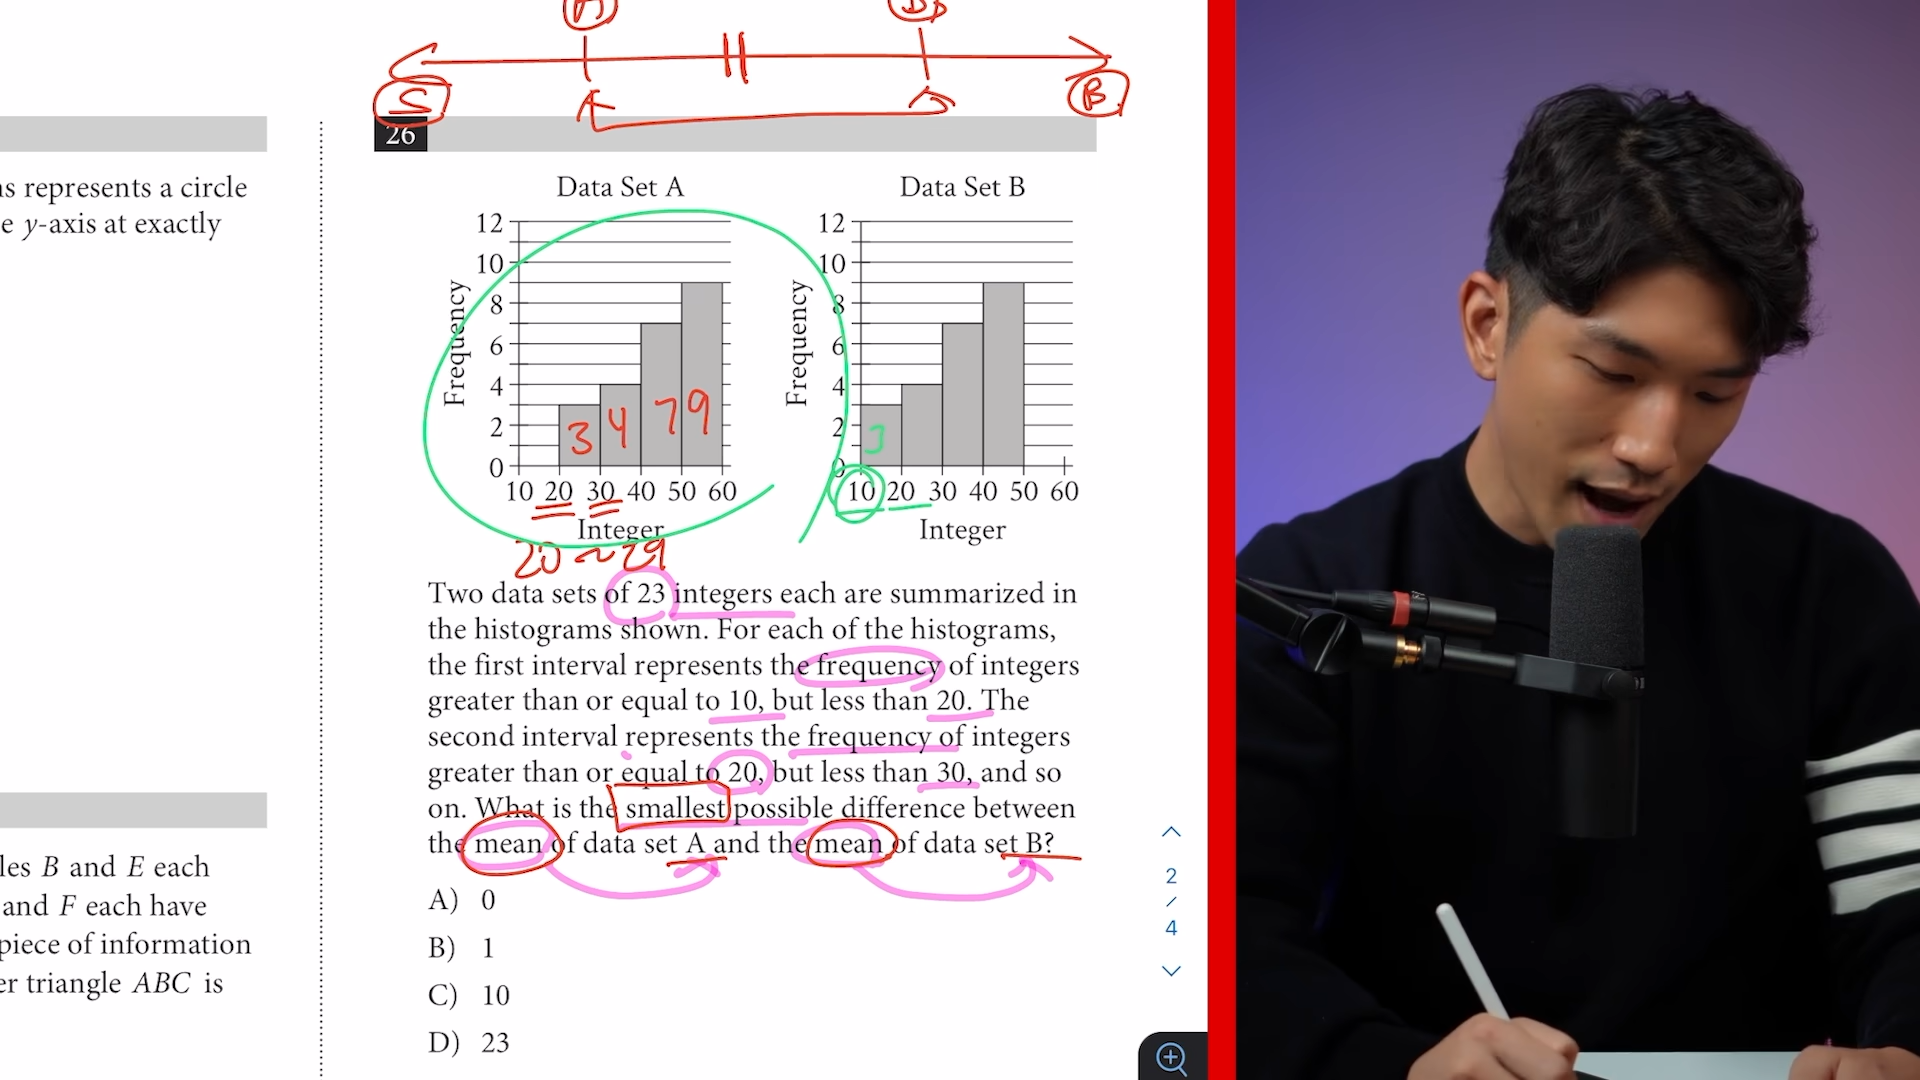 S
B
26
ns represents a circle
e y-axis at exactly
Data Set A
12
10
8
6
4
2
0
Frequency
3 4 7 9
10 20 30 40 50 60
Integer
20 ~ 29
Data Set B
12
10
8
6
4
2
0
Frequency
3
10 20 30 40 50 60
Integer
Two data sets of 23 integers each are summarized in
the histograms shown. For each of the histograms,
the first interval represents the frequency of integers
greater than or equal to 10, but less than 20. The
second interval represents the frequency of integers
greater than or equal to 20, but less than 30, and so
on. What is the smallest possible difference between
the mean of data set A and the mean of data set B?
A) 0
B) 1
C) 10
D) 23
les B and E each
and F each have
piece of information
er triangle ABC is
2
/
4